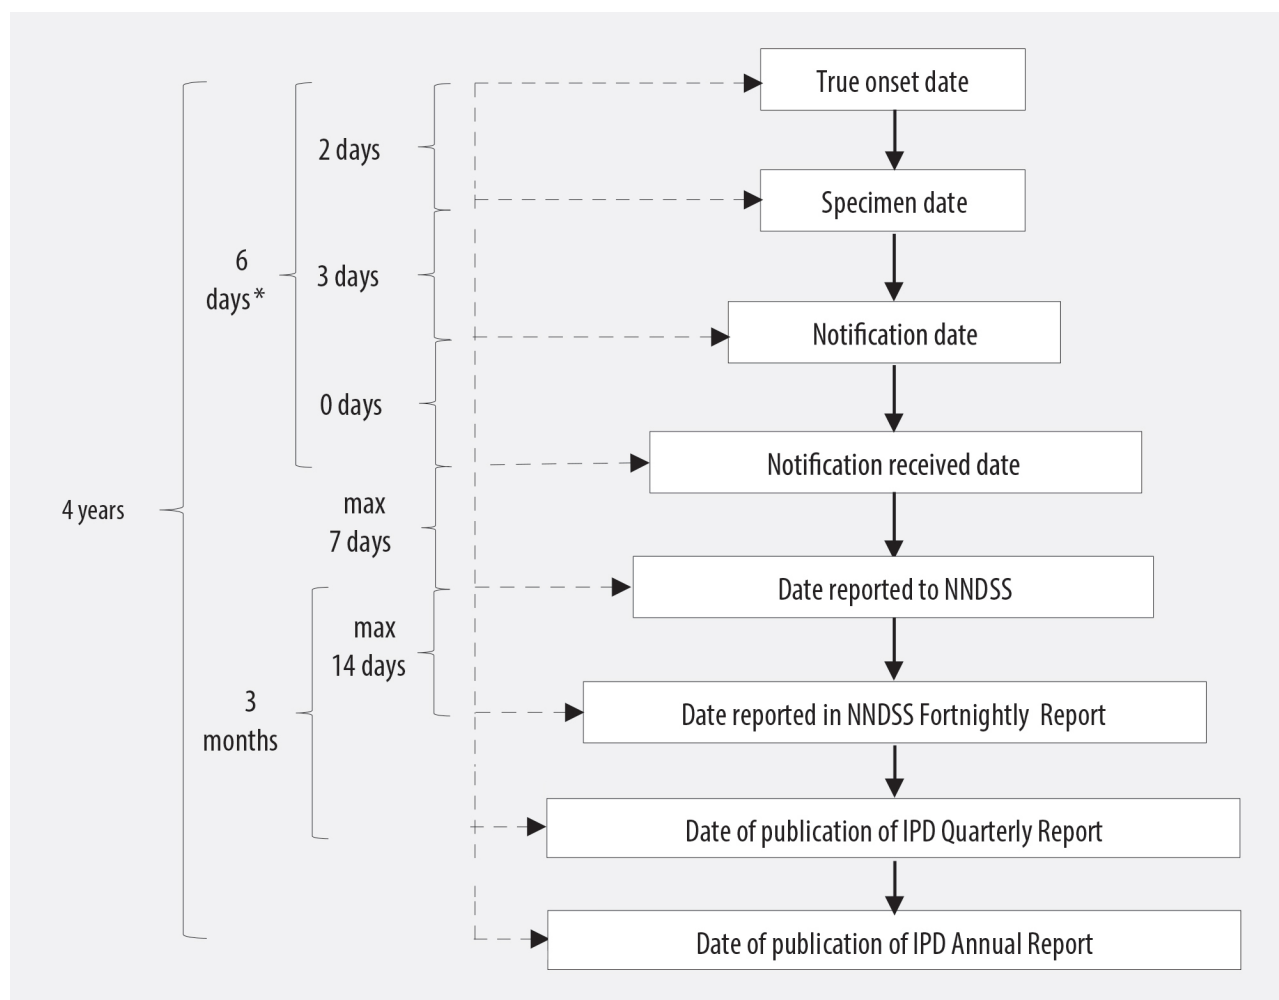 True onset date
2 days
Specimen date
6
days*
3 days
Notification date
0 days
Notification received date
4 years
max
7 days
Date reported to NNDSS
max
14 days
3
months
Date reported in NNDSS Fortnightly Report
Date of publication of IPD Quarterly Report
Date of publication of IPD Annual Report